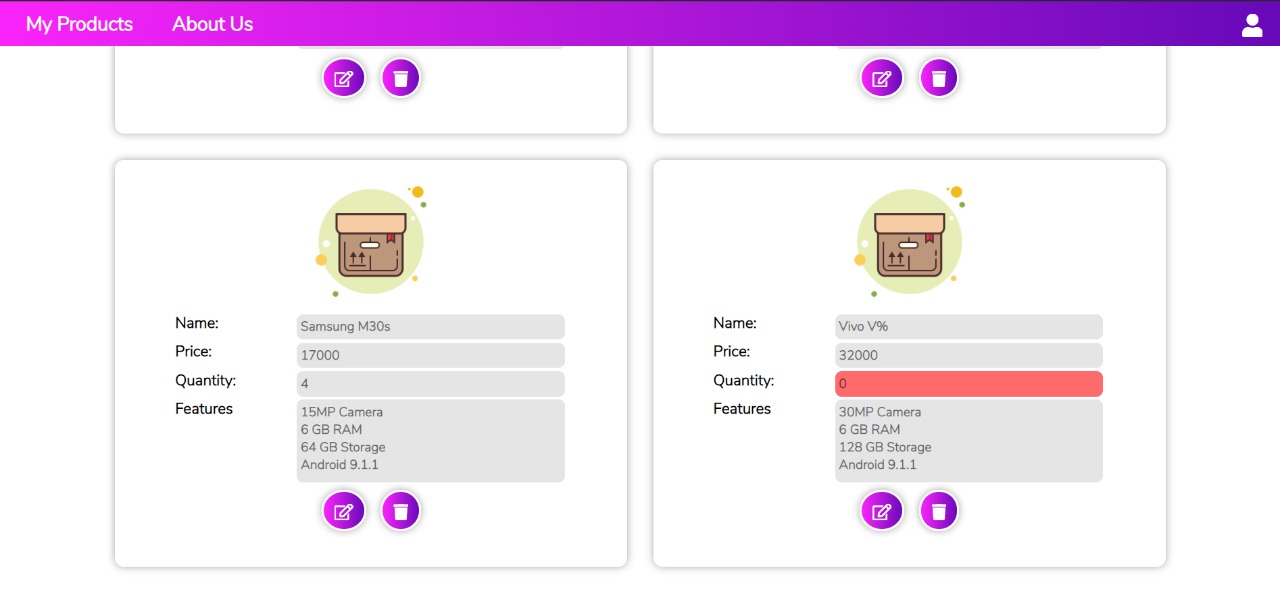 My Products About Us
Name: Samsung M30s
Price: 17000
Quantity: 4
Features 15MP Camera
6 GB RAM
64 GB Storage
Android 9.1.1
Name: Vivo V%
Price: 32000
Quantity: 0
Features 30MP Camera
6 GB RAM
128 GB Storage
Android 9.1.1